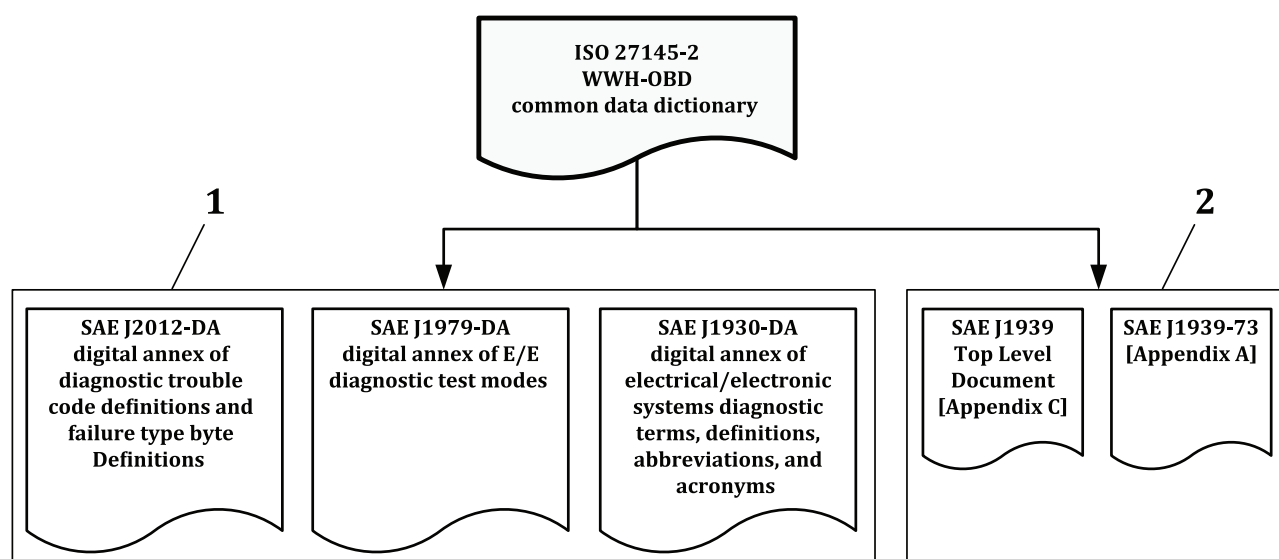 ISO 27145-2
WWH-OBD
common data dictionary
1
2
SAE J2012-DA
digital annex of
diagnostic trouble
code definitions and
failure type byte
Definitions
SAE J1979-DA
digital annex of E/E
diagnostic test modes
SAE J1930-DA
digital annex of
electrical/electronic
systems diagnostic
terms, definitions,
abbreviations, and
acronyms
SAE J1939
Top Level
Document
[Appendix C]
SAE J1939-73
[Appendix A]